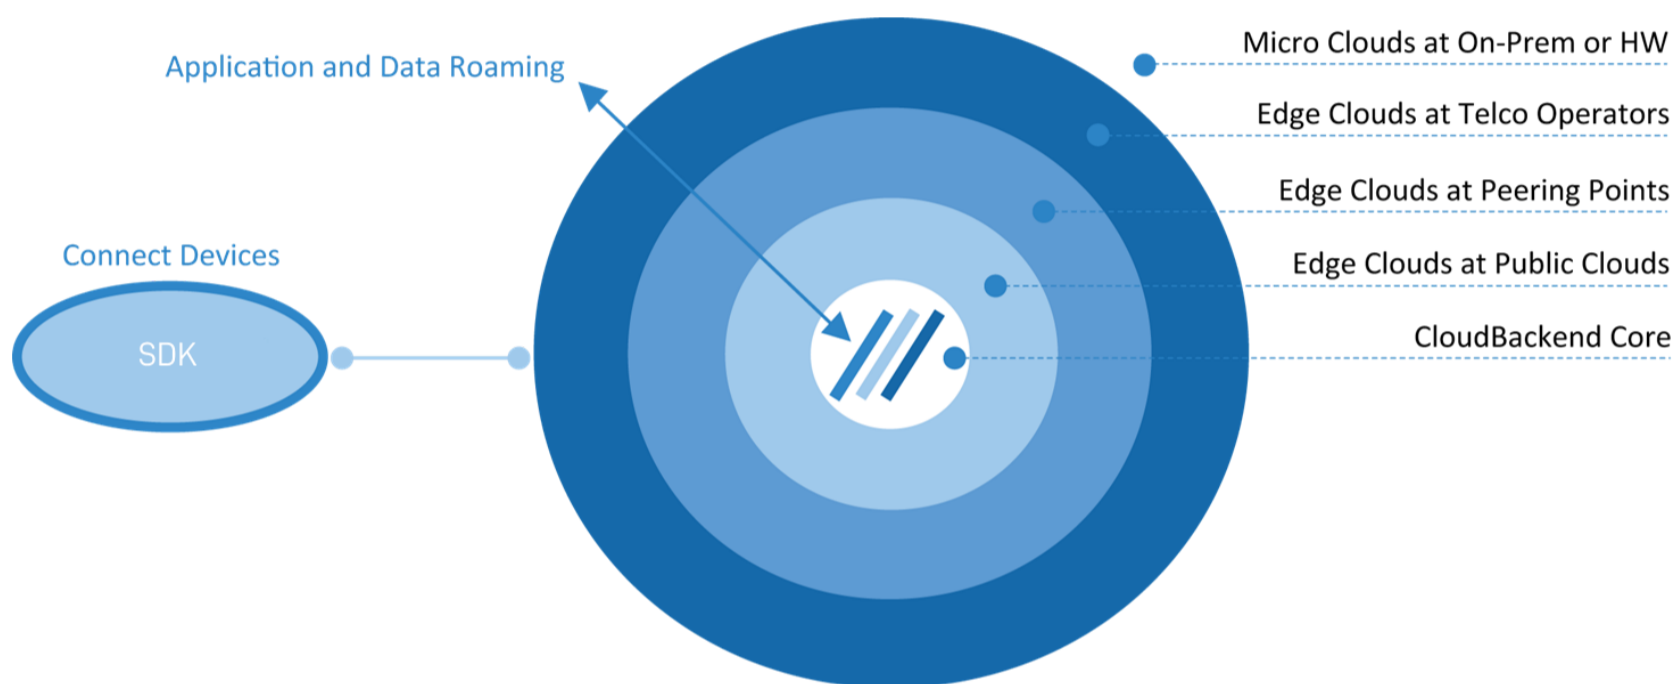 Application and Data Roaming
Connect Devices
SDK
Micro Clouds at On-Prem or HW
Edge Clouds at Telco Operators
Edge Clouds at Peering Points
Edge Clouds at Public Clouds
CloudBackend Core